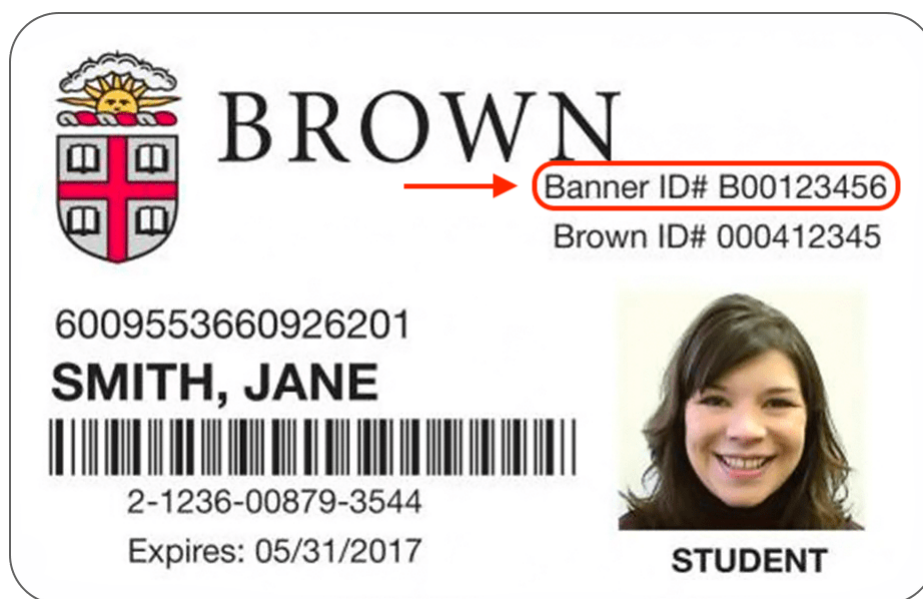 BROWN
Banner ID# B00123456
Brown ID# 000412345
6009553660926201
SMITH, JANE
2-1236-00879-3544
Expires: 05/31/2017
STUDENT